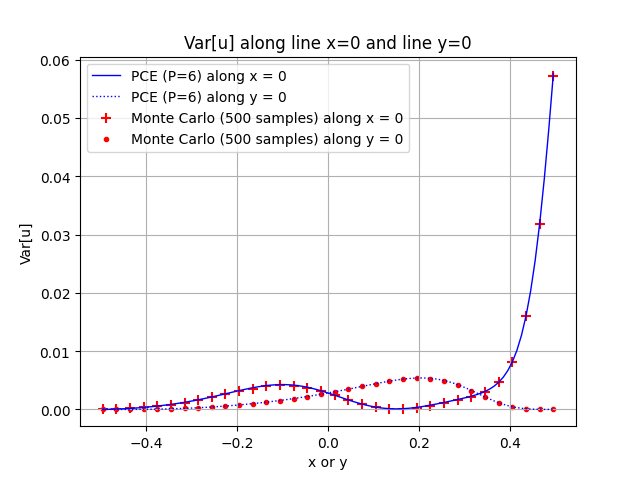 Var[u] along line x=0 and line y=0
PCE (P=6) along x = 0
PCE (P=6) along y = 0
Monte Carlo (500 samples) along x = 0
Monte Carlo (500 samples) along y = 0
Var[u]
0.06
0.05
0.04
0.03
0.02
0.01
0.00
−0.4 −0.2 0.0 0.2 0.4
x or y